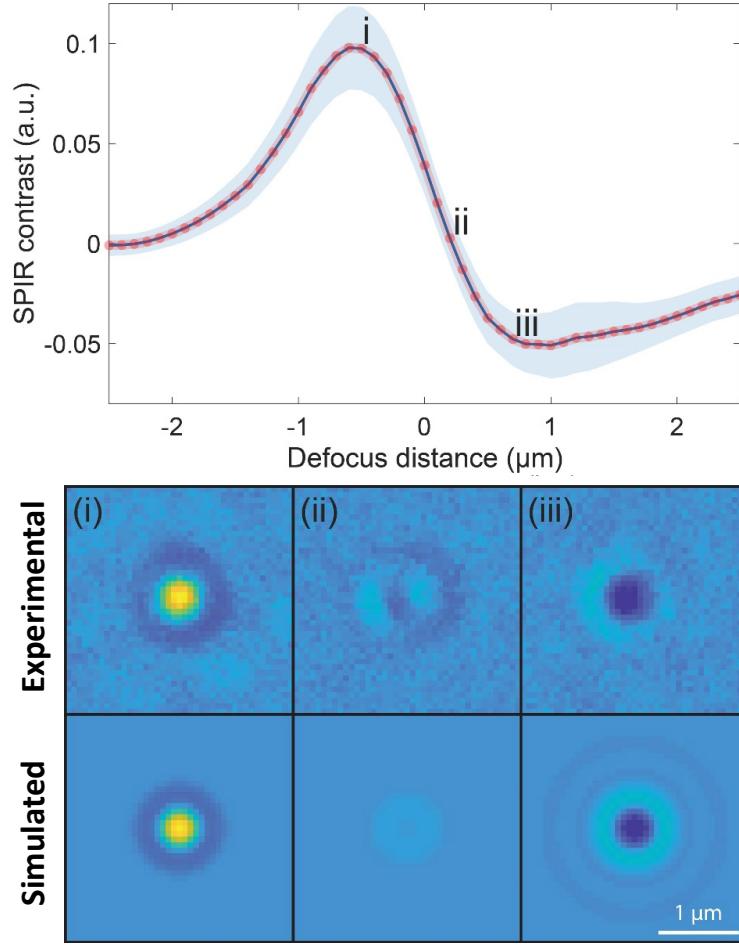 0.1
0.05
0
-0.05
SPIR contrast (a.u.)
i
ii
iii
-2 -1 0 1 2
Defocus distance (μm)
Experimental
(i) (ii) (iii)
Simulated
1 μm